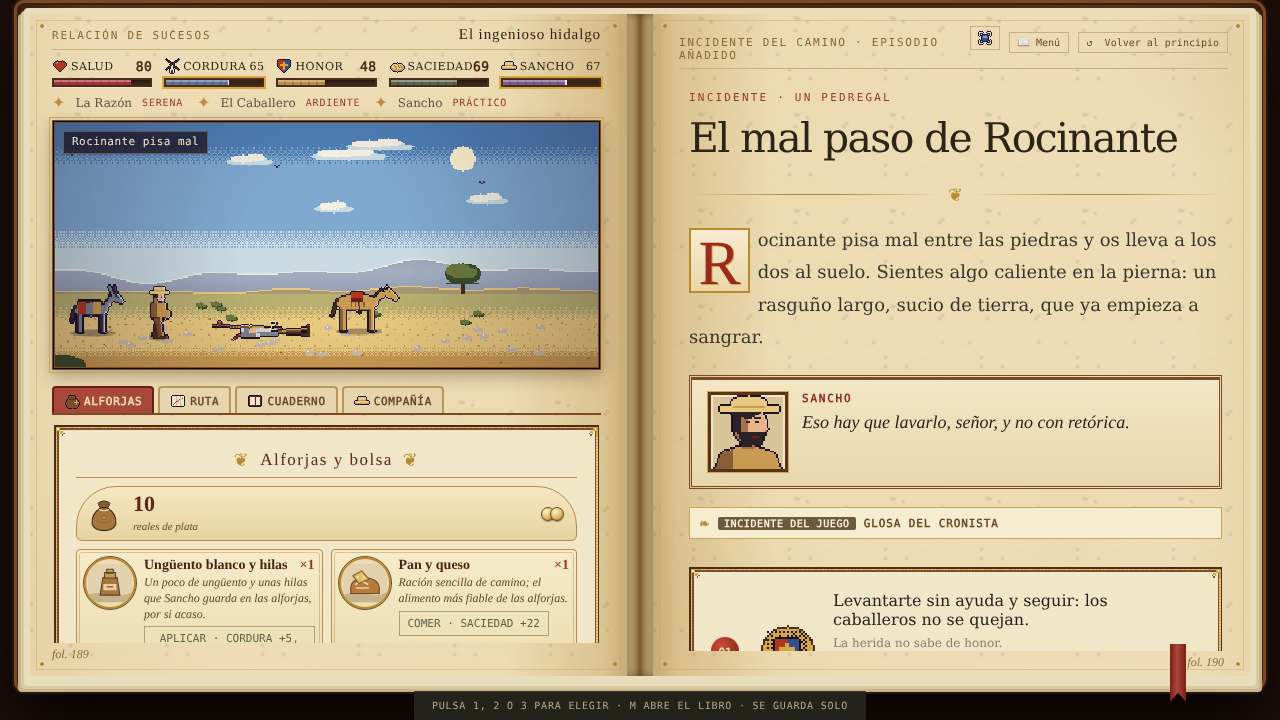 RELACIÓN DE SUCESOS
El ingenioso hidalgo
SALUD 80 CORDURA 65 HONOR 48 SACIEDAD 69 SANCHO 67
La Razón SERENA El Caballero ARDIENTE Sancho PRÁCTICO
Rocinante pisa mal
ALFORJAS RUTA CUADERNO COMPAÑÍA
Alforjas y bolsa
10
reales de plata
Ungüento blanco y hilas ×1
Un poco de ungüento y unas hilas
que Sancho guarda en las alforjas,
por si acaso.
APLICAR · CORDURA +5,
Pan y queso ×1
Ración sencilla de camino; el
alimento más fiable de las alforjas.
COMER · SACIEDAD +22
fol. 189
INCIDENTE DEL CAMINO · EPISODIO
AÑADIDO
Menú
↺ Volver al principio
INCIDENTE · UN PEDREGAL
El mal paso de Rocinante
Rocinante pisa mal entre las piedras y os lleva a los
dos al suelo. Sientes algo caliente en la pierna: un
rasguño largo, sucio de tierra, que ya empieza a
sangrar.
SANCHO
Eso hay que lavarlo, señor, y no con retórica.
INCIDENTE DEL JUEGO GLOSA DEL CRONISTA
Levantarte sin ayuda y seguir: los
caballeros no se quejan.
La herida no sabe de honor.
fol. 190
PULSA 1, 2 O 3 PARA ELEGIR · M ABRE EL LIBRO · SE GUARDA SOLO